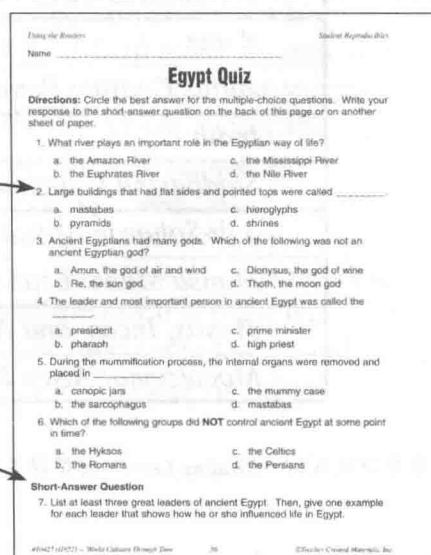 Using the Readers Student Reproducibles
Name
Egypt Quiz
Directions: Circle the best answer for the multiple-choice questions. Write your
response to the short-answer question on the back of this page or on another
sheet of paper.
1. What river plays an important role in the Egyptian way of life?
a. the Amazon River c. the Mississippi River
b. the Euphrates River d. the Nile River
2. Large buildings that had flat sides and pointed tops were called ________.
a. mastabas c. hieroglyphs
b. pyramids d. shrines
3. Ancient Egyptians had many gods. Which of the following was not an
ancient Egyptian god?
a. Amun, the god of air and wind c. Dionysus, the god of wine
b. Re, the sun god d. Thoth, the moon god
4. The leader and most important person in ancient Egypt was called the
________.
a. president c. prime minister
b. pharaoh d. high priest
5. During the mummification process, the internal organs were removed and
placed in ________.
a. canopic jars c. the mummy case
b. the sarcophagus d. mastabas
6. Which of the following groups did NOT control ancient Egypt at some point
in time?
a. the Hyksos c. the Celtics
b. the Romans d. the Persians
Short-Answer Question
7. List at least three great leaders of ancient Egypt. Then, give one example
for each leader that shows how he or she influenced life in Egypt.
World Cultures Through Time 36 ©Teacher Created Materials, Inc.